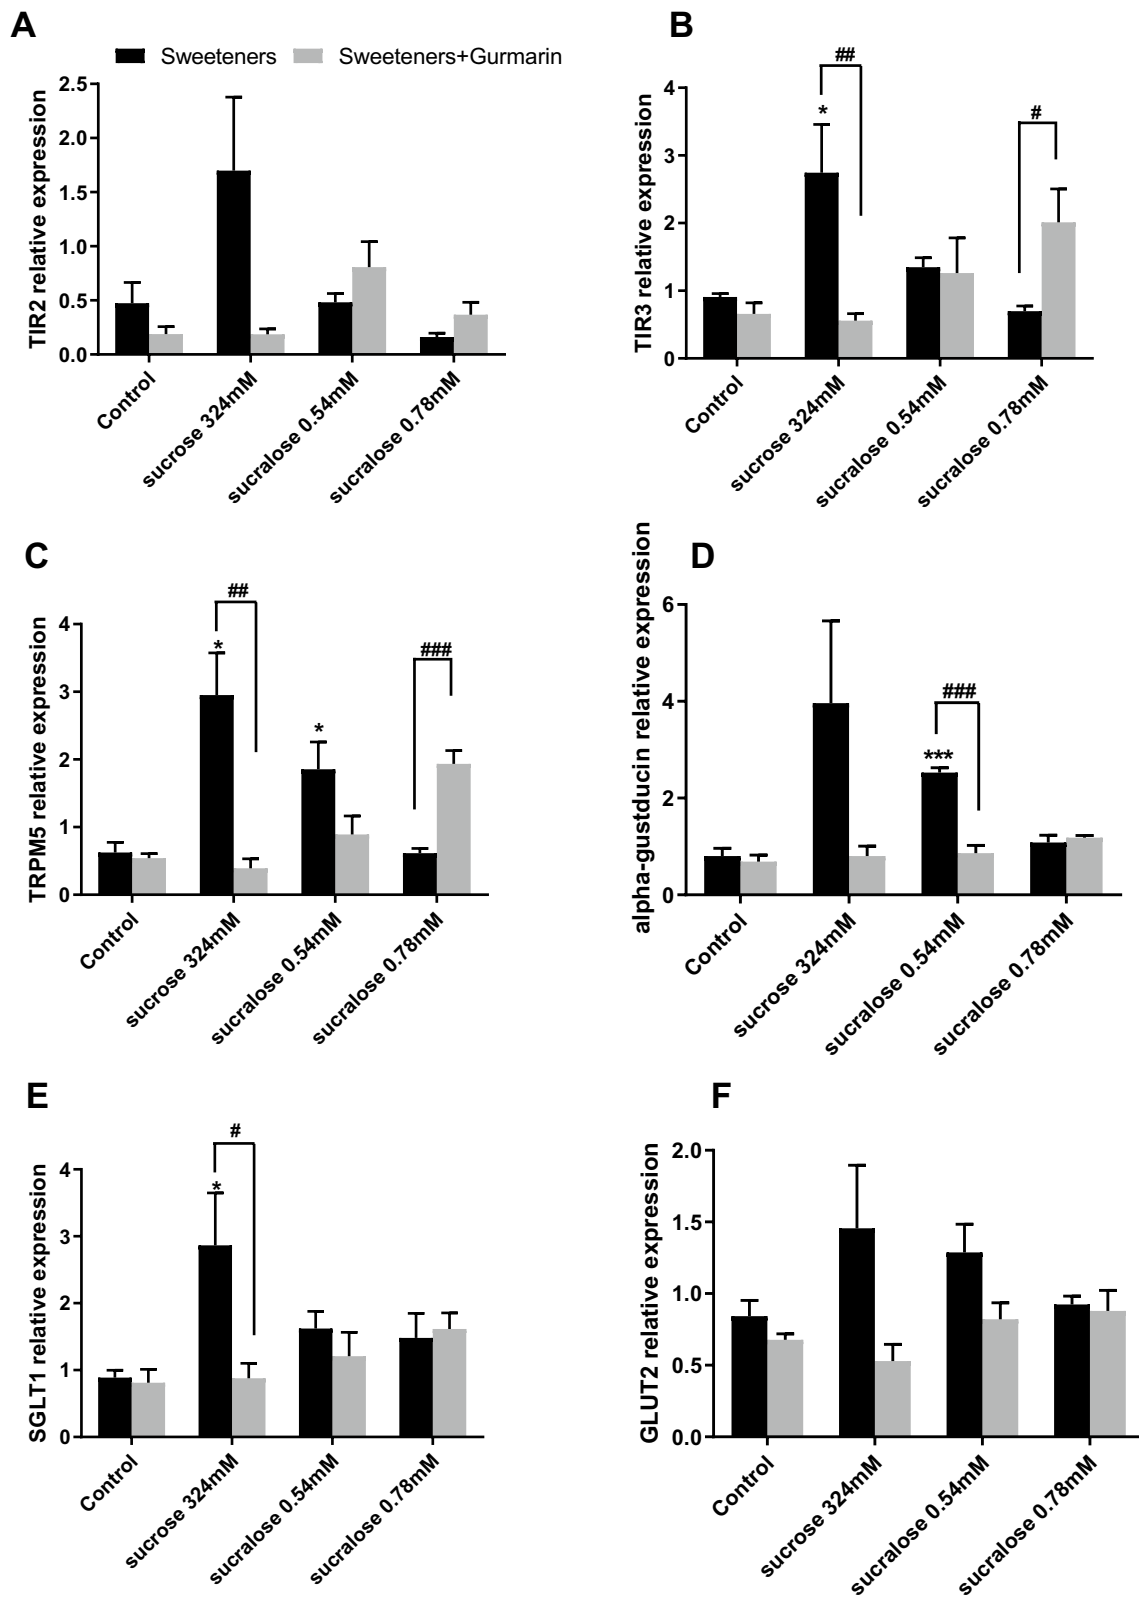 A
B
Sweeteners
Sweeteners+Gurmarin
TIR2 relative expression
2.5
2.0
1.5
1.0
0.5
0.0
Control
sucrose 324mM
sucralose 0.54mM
sucralose 0.78mM
TIR3 relative expression
4
3
2
1
0
*
##
#
Control
sucrose 324mM
sucralose 0.54mM
sucralose 0.78mM
C
TRPM5 relative expression
4
3
2
1
0
*
##
*
###
Control
sucrose 324mM
sucralose 0.54mM
sucralose 0.78mM
D
alpha-gustducin relative expression
6
4
2
0
***
###
Control
sucrose 324mM
sucralose 0.54mM
sucralose 0.78mM
E
SGLT1 relative expression
4
3
2
1
0
*
#
Control
sucrose 324mM
sucralose 0.54mM
sucralose 0.78mM
F
GLUT2 relative expression
2.0
1.5
1.0
0.5
0.0
Control
sucrose 324mM
sucralose 0.54mM
sucralose 0.78mM